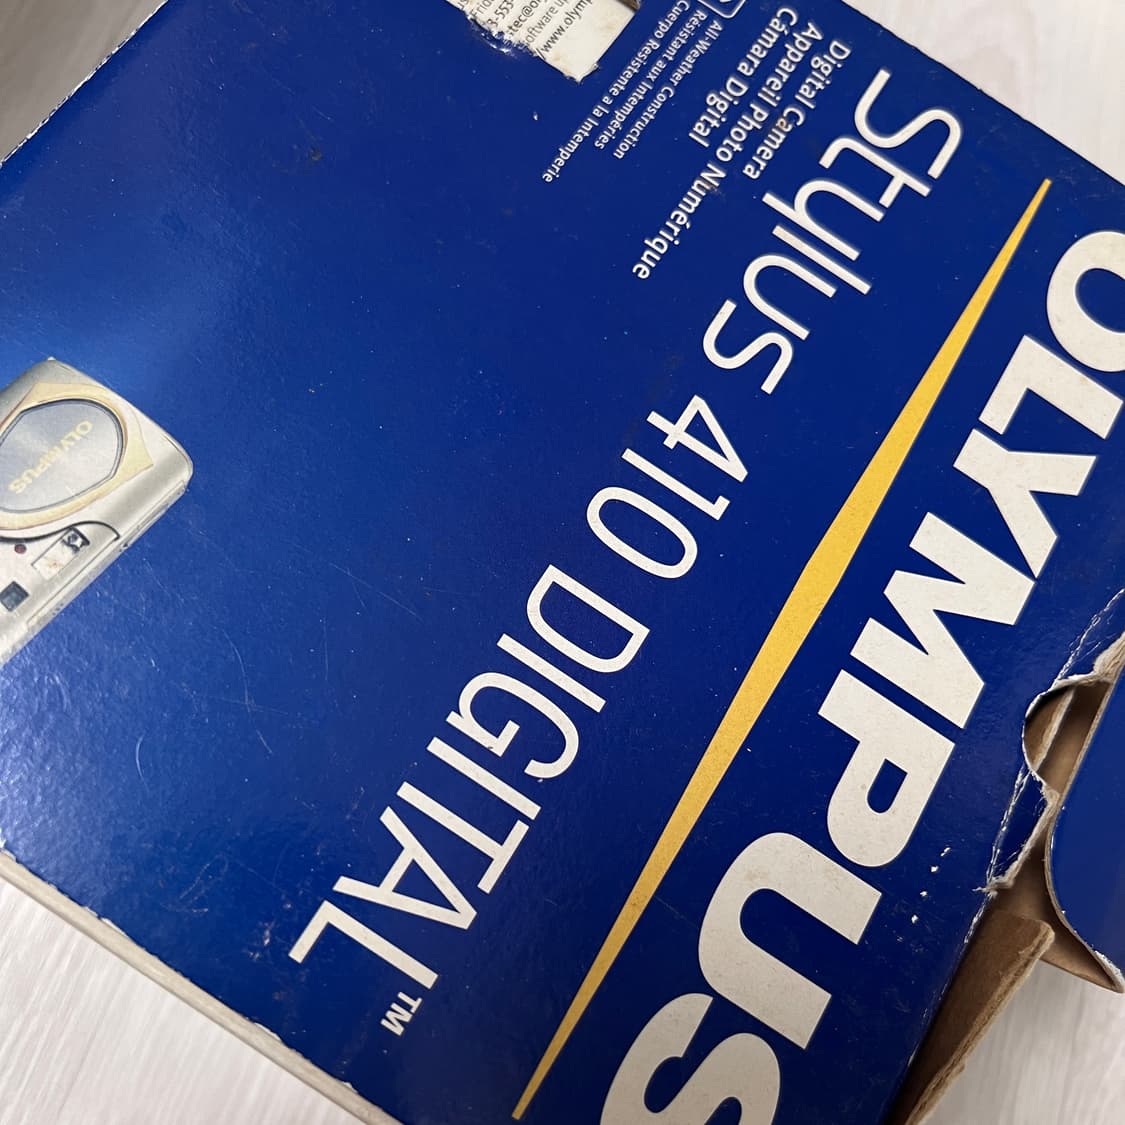 OLYMPUS
Stylus 410 DIGITAL™
Digital Camera
Appareil Photo Numérique
Cámara Digital
All-Weather Construction
Résistant aux Intempéries
Cuerpo Resistente a la Intemperie
OLYMPUS